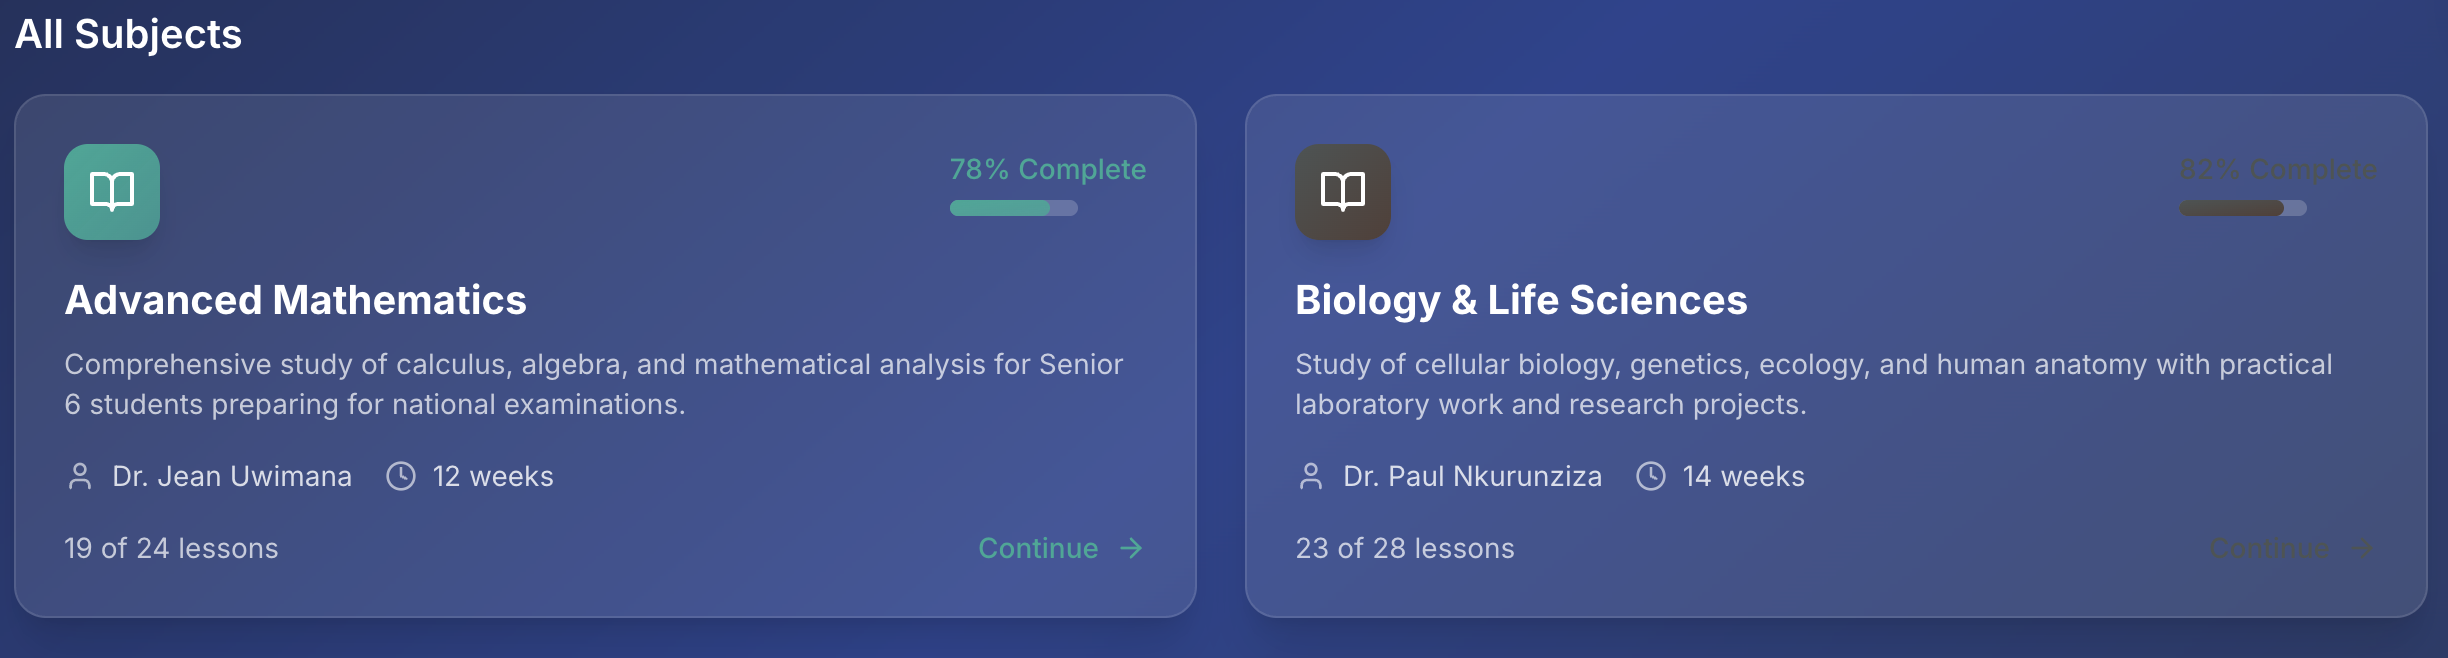 All Subjects
78% Complete
Advanced Mathematics
Comprehensive study of calculus, algebra, and mathematical analysis for Senior
6 students preparing for national examinations.
Dr. Jean Uwimana
12 weeks
19 of 24 lessons
Continue
82% Complete
Biology & Life Sciences
Study of cellular biology, genetics, ecology, and human anatomy with practical
laboratory work and research projects.
Dr. Paul Nkurunziza
14 weeks
23 of 28 lessons
Continue